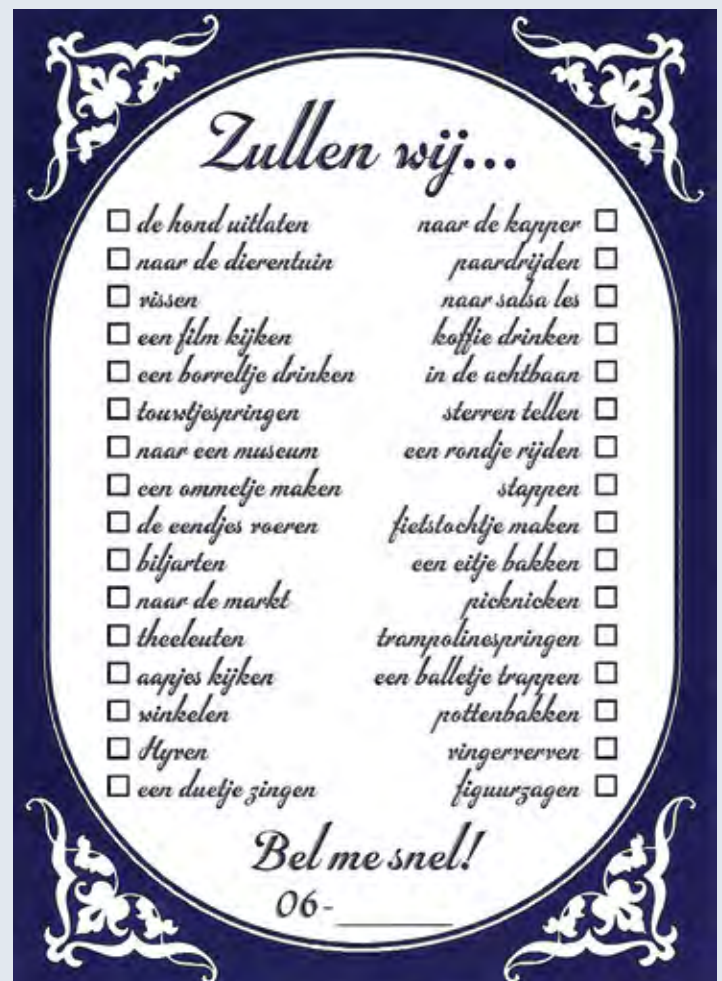 Zullen wij...
de hond uitlaten
naar de dierentuin
vissen
een film kijken
een borreltje drinken
touwtjespringen
naar een museum
een ommetje maken
de eendjes voeren
biljarten
naar de markt
theeleuten
aapjes kijken
winkelen
Hyven
een duetje zingen
naar de kapper
paardrijden
naar salsa les
koffie drinken
in de achtbaan
sterren tellen
een rondje rijden
stappen
fietstochtje maken
een eitje bakken
picknicken
trampolinespringen
een balletje trappen
pottenbakken
vingerverven
figuurzagen
Bel me snel!
06-________